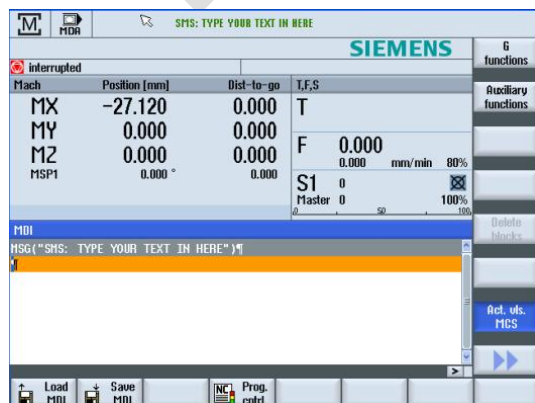 M
MDA
SMS: TYPE YOUR TEXT IN HERE
SIEMENS
G functions
interrupted
Mach Position [mm] Dist-to-go T,F,S
Auxiliary functions
MX -27.120 0.000 T
MY 0.000 0.000
MZ 0.000 0.000 F 0.000
0.000 mm/min 80%
MSP1 0.000 ° 0.000
S1 0
Master 0 100%
0 50 100
MDI
Delete blocks
MSG("SMS: TYPE YOUR TEXT IN HERE")¶
¶
Act. vls. MCS
Load MDI
Save MDI
NC Prog. cntrl.